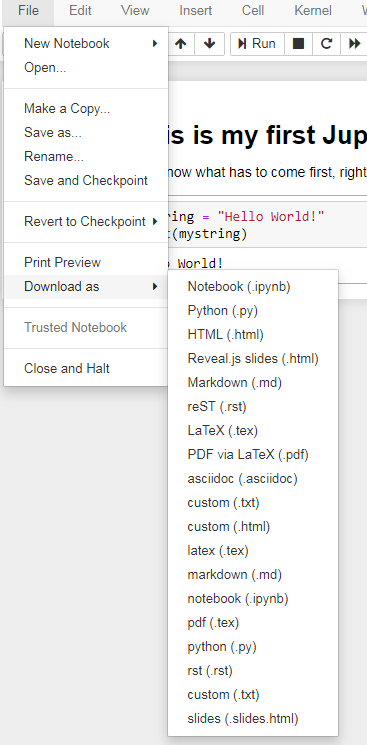 File Edit View Insert Cell Kernel
New Notebook
Open...
Run
Make a Copy...
Save as...
Rename...
Save and Checkpoint
is is my first Jup
now what has to come first, right
Revert to Checkpoint
ring = "Hello World!"
(mystring)
Print Preview
World!
Download as
Trusted Notebook
Close and Halt
Notebook (.ipynb)
Python (.py)
HTML (.html)
Reveal.js slides (.html)
Markdown (.md)
reST (.rst)
LaTeX (.tex)
PDF via LaTeX (.pdf)
asciidoc (.asciidoc)
custom (.txt)
custom (.html)
latex (.tex)
markdown (.md)
notebook (.ipynb)
pdf (.tex)
python (.py)
rst (.rst)
custom (.txt)
slides (.slides.html)